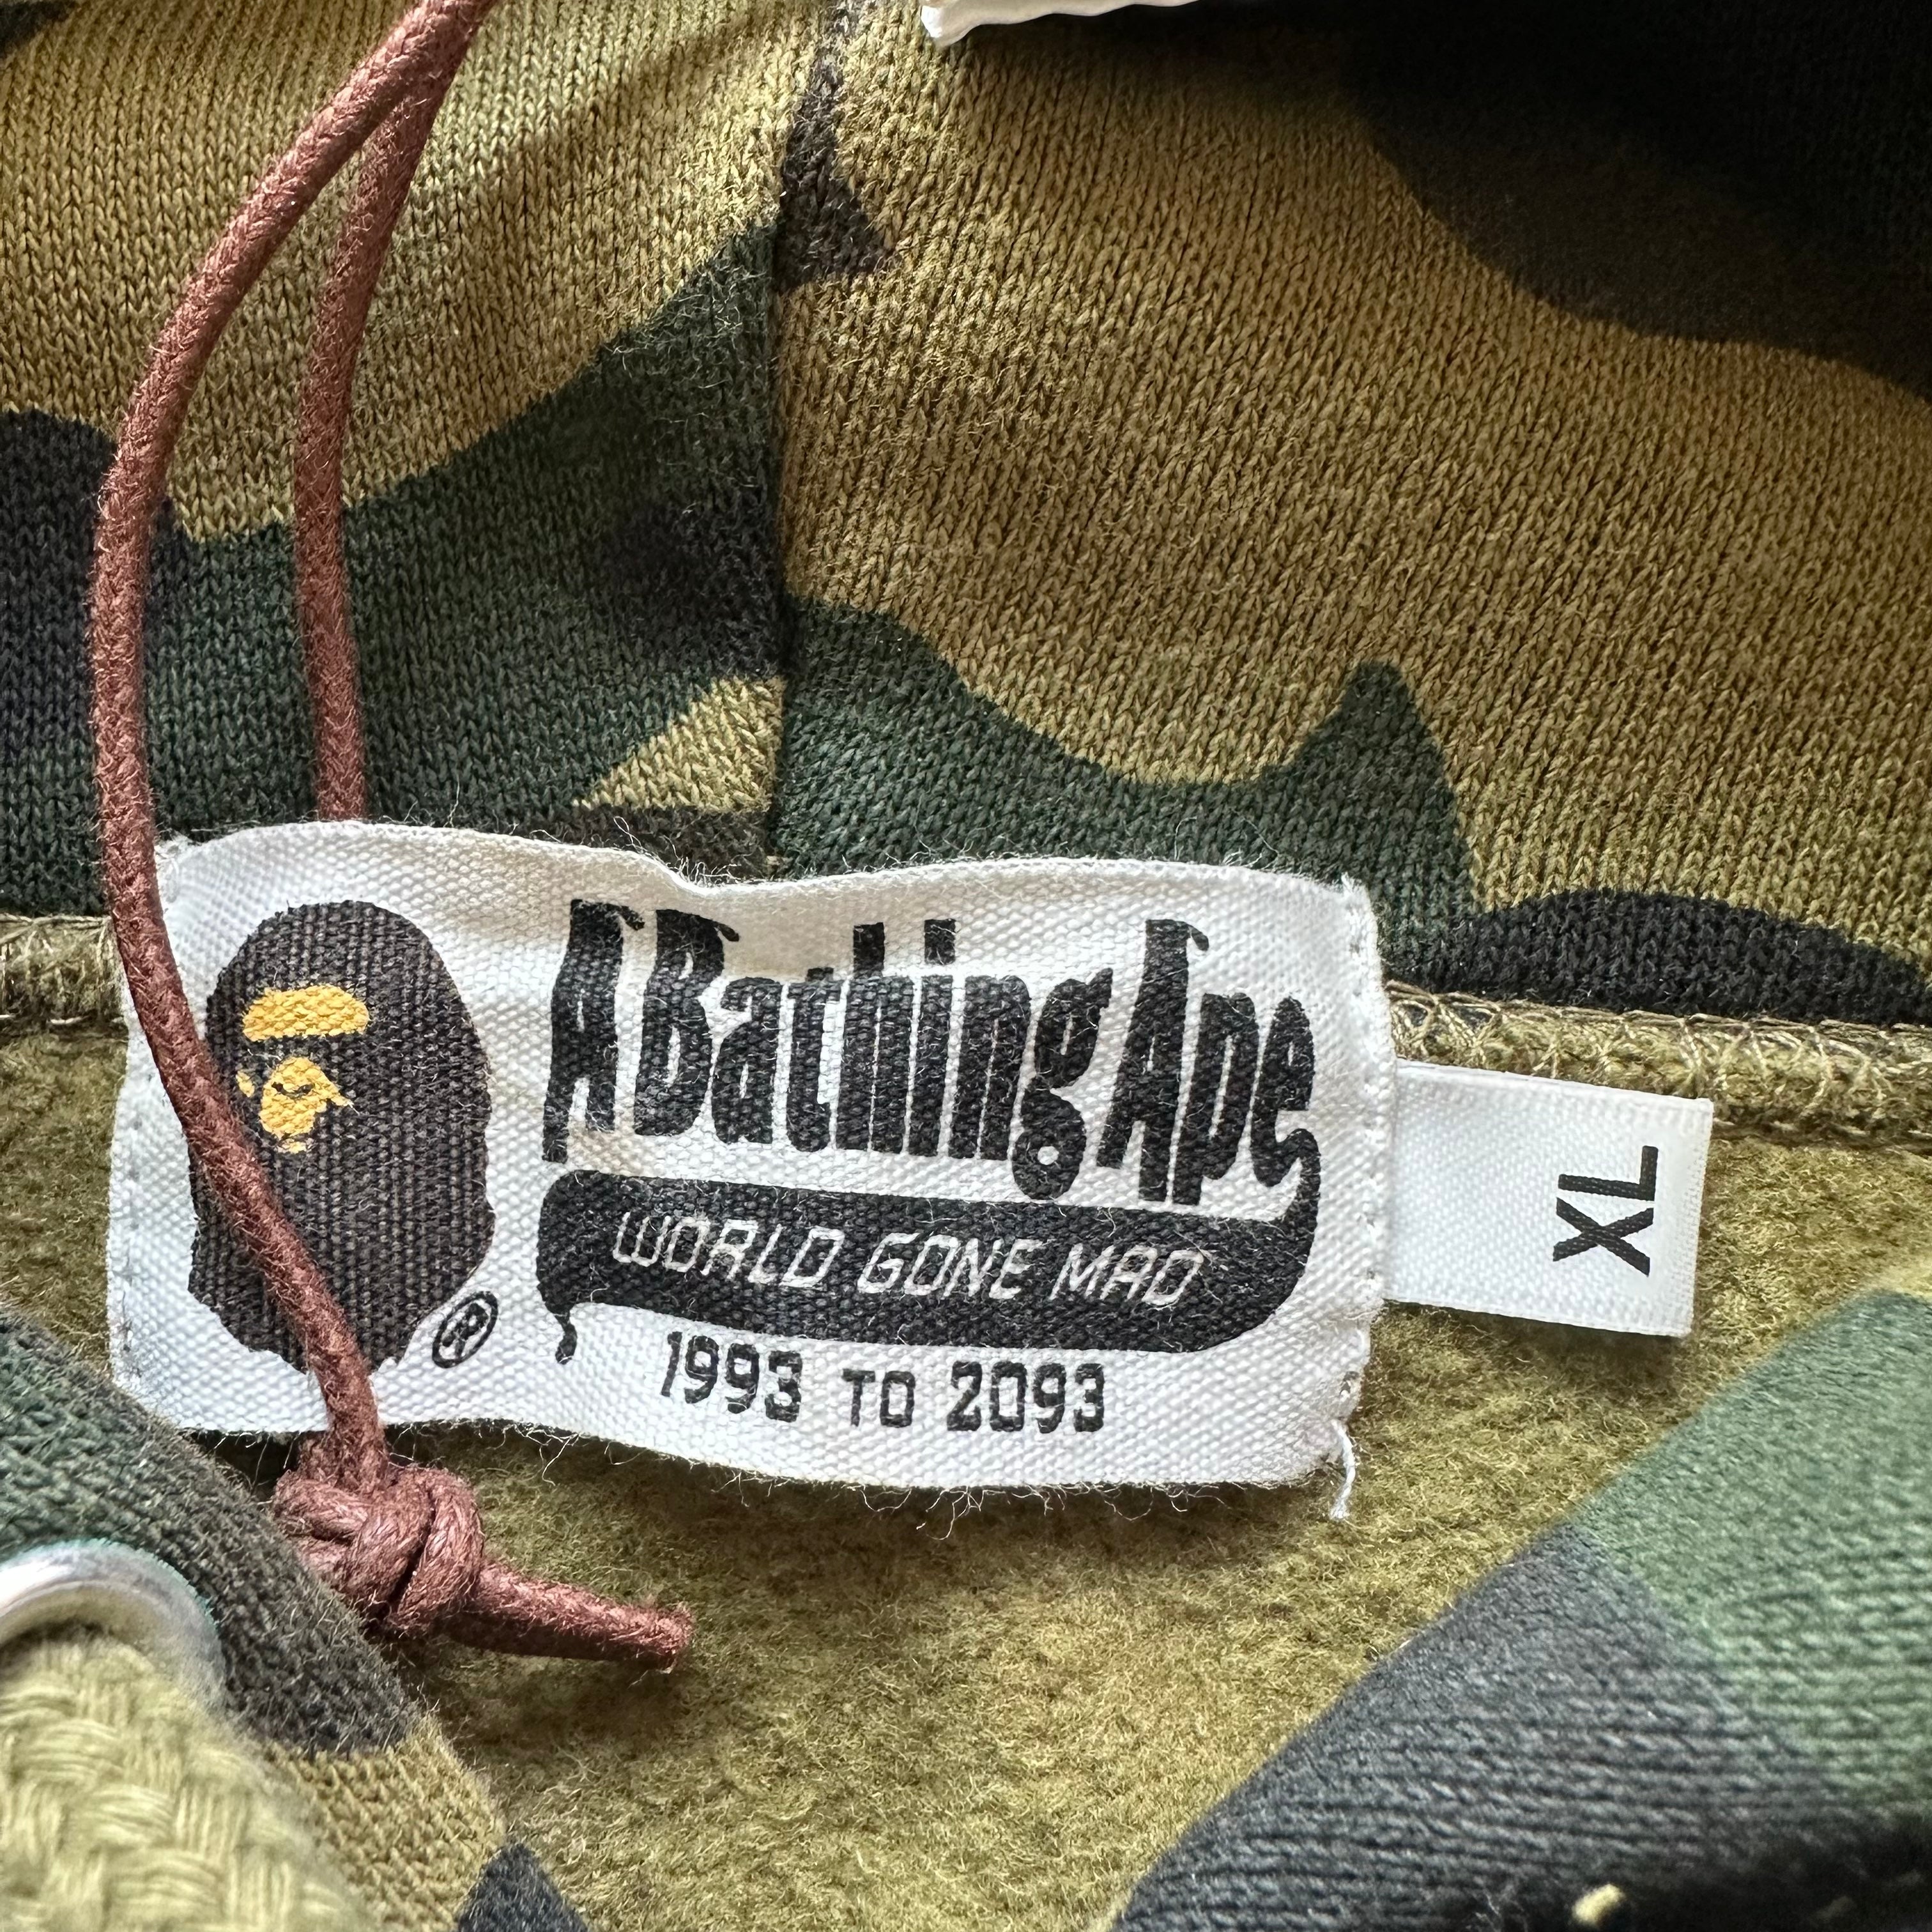 A Bathing Ape
WORLD GONE MAD
®
1993 TO 2093
XL